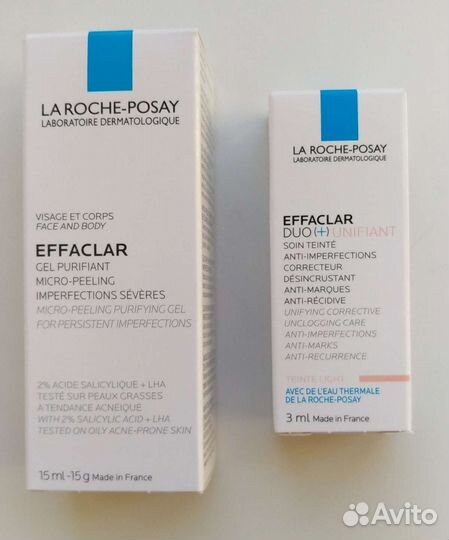 LA ROCHE-POSAY
LABORATOIRE DERMATOLOGIQUE
VISAGE ET CORPS
FACE AND BODY
EFFACLAR
GEL PURIFIANT
MICRO-PEELING
IMPERFECTIONS SÉVÈRES
MICRO-PEELING PURIFYING GEL
FOR PERSISTENT IMPERFECTIONS
2% ACIDE SALICYLIQUE + LHA
TESTÉ SUR PEAUX GRASSES
A TENDANCE ACNÉIQUE
WITH 2% SALICYLIC ACID + LHA
TESTED ON OILY ACNE-PRONE SKIN
15 ml-15 g Made in France
LA ROCHE-POSAY
LABORATOIRE DERMATOLOGIQUE
EFFACLAR
DUO (+) UNIFIANT
SOIN TEINTÉ
ANTI-IMPERFECTIONS
CORRECTEUR
DÉSINCRUSTANT
ANTI-MARQUES
ANTI-RÉCIDIVE
UNIFYING CORRECTIVE
UNCLOGGING CARE
ANTI-IMPERFECTIONS
ANTI-MARKS
ANTI-RECURRENCE
TEINTE LIGHT
AVEC DE L'EAU THERMALE
DE LA ROCHE-POSAY
3 ml Made in France
Avito